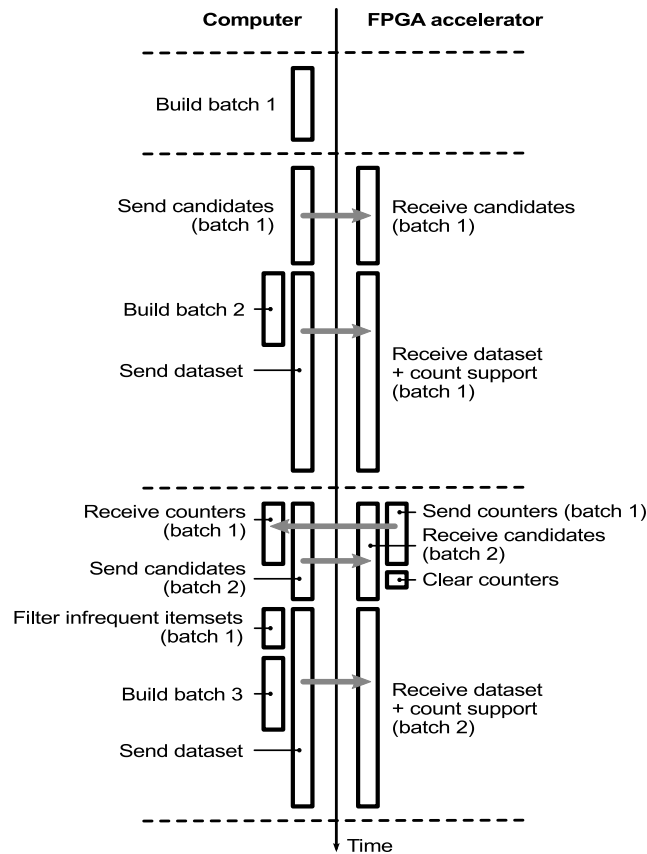 Computer
FPGA accelerator
Build batch 1
Send candidates
(batch 1)
Receive candidates
(batch 1)
Build batch 2
Send dataset
Receive dataset
+ count support
(batch 1)
Receive counters
(batch 1)
Send counters (batch 1)
Receive candidates
(batch 2)
Send candidates
(batch 2)
Clear counters
Filter infrequent itemsets
(batch 1)
Build batch 3
Send dataset
Receive dataset
+ count support
(batch 2)
Time